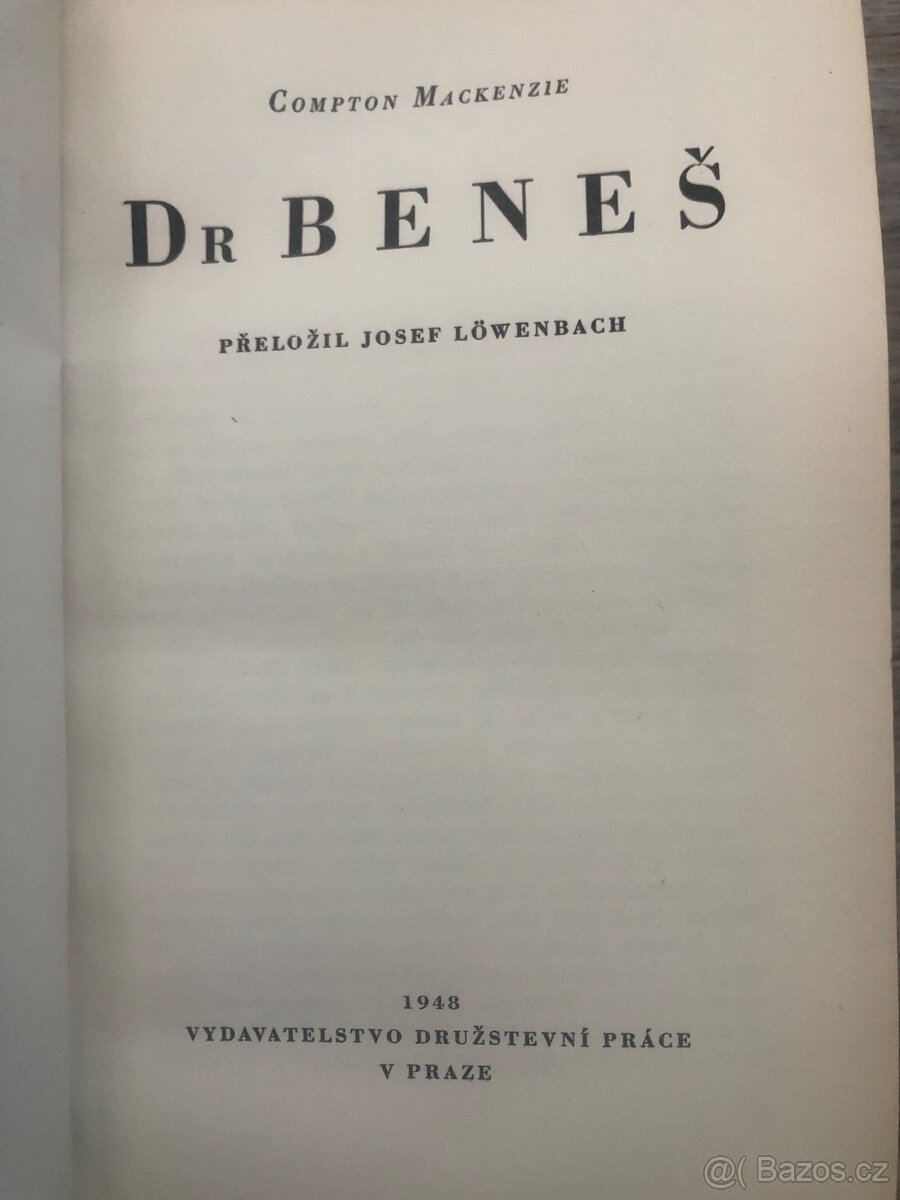 COMPTON MACKENZIE
DR BENEŠ
PŘELOŽIL JOSEF LÖWENBACH
1948
VYDAVATELSTVO DRUŽSTEVNÍ PRÁCE
V PRAZE
@( Bazos.cz